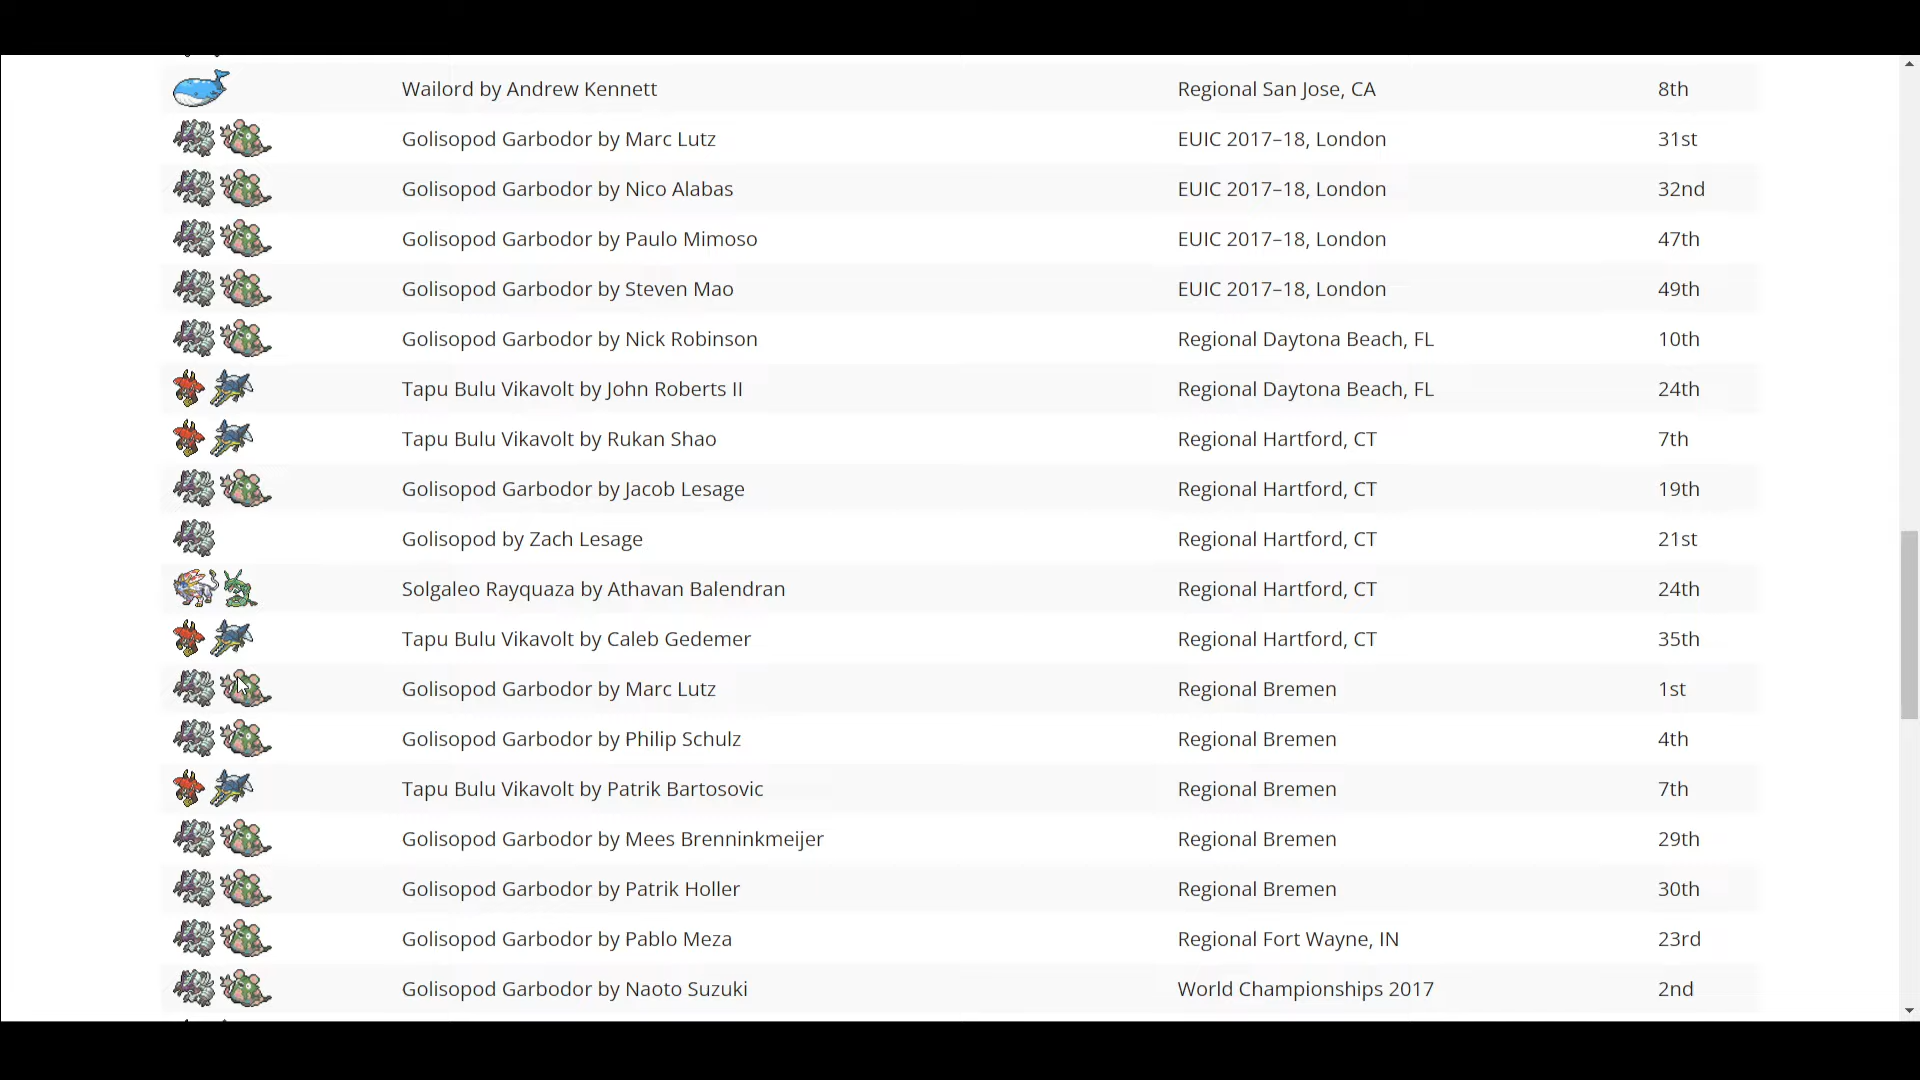 Wailord by Andrew Kennett Regional San Jose, CA 8th
Golisopod Garbodor by Marc Lutz EUIC 2017–18, London 31st
Golisopod Garbodor by Nico Alabas EUIC 2017–18, London 32nd
Golisopod Garbodor by Paulo Mimoso EUIC 2017–18, London 47th
Golisopod Garbodor by Steven Mao EUIC 2017–18, London 49th
Golisopod Garbodor by Nick Robinson Regional Daytona Beach, FL 10th
Tapu Bulu Vikavolt by John Roberts II Regional Daytona Beach, FL 24th
Tapu Bulu Vikavolt by Rukan Shao Regional Hartford, CT 7th
Golisopod Garbodor by Jacob Lesage Regional Hartford, CT 19th
Golisopod by Zach Lesage Regional Hartford, CT 21st
Solgaleo Rayquaza by Athavan Balendran Regional Hartford, CT 24th
Tapu Bulu Vikavolt by Caleb Gedemer Regional Hartford, CT 35th
Golisopod Garbodor by Marc Lutz Regional Bremen 1st
Golisopod Garbodor by Philip Schulz Regional Bremen 4th
Tapu Bulu Vikavolt by Patrik Bartosovic Regional Bremen 7th
Golisopod Garbodor by Mees Brenninkmeijer Regional Bremen 29th
Golisopod Garbodor by Patrik Holler Regional Bremen 30th
Golisopod Garbodor by Pablo Meza Regional Fort Wayne, IN 23rd
Golisopod Garbodor by Naoto Suzuki World Championships 2017 2nd